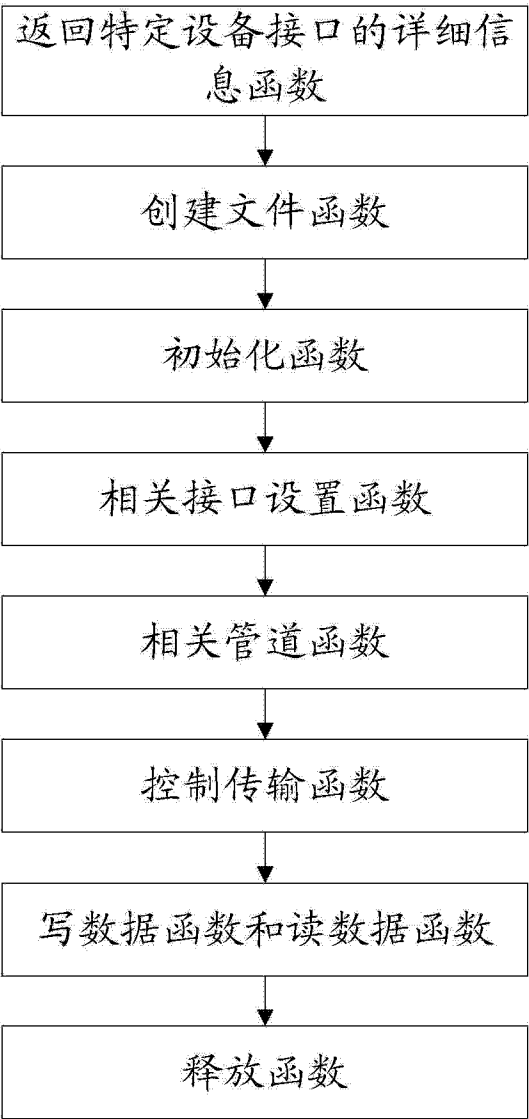 返回特定设备接口的详细信
息函数
创建文件函数
初始化函数
相关接口设置函数
相关管道函数
控制传输函数
写数据函数和读数据函数
释放函数